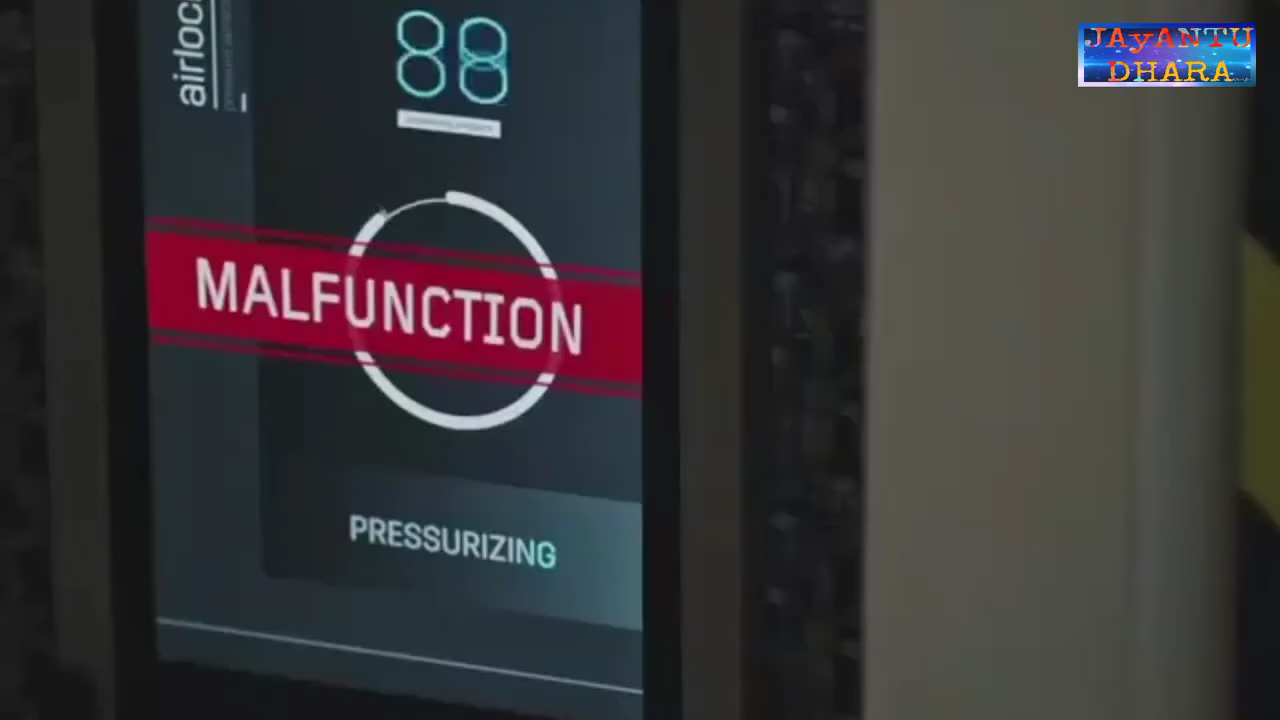 airloc
88
MALFUNCTION
PRESSURIZING
JAyANTU
DHARA